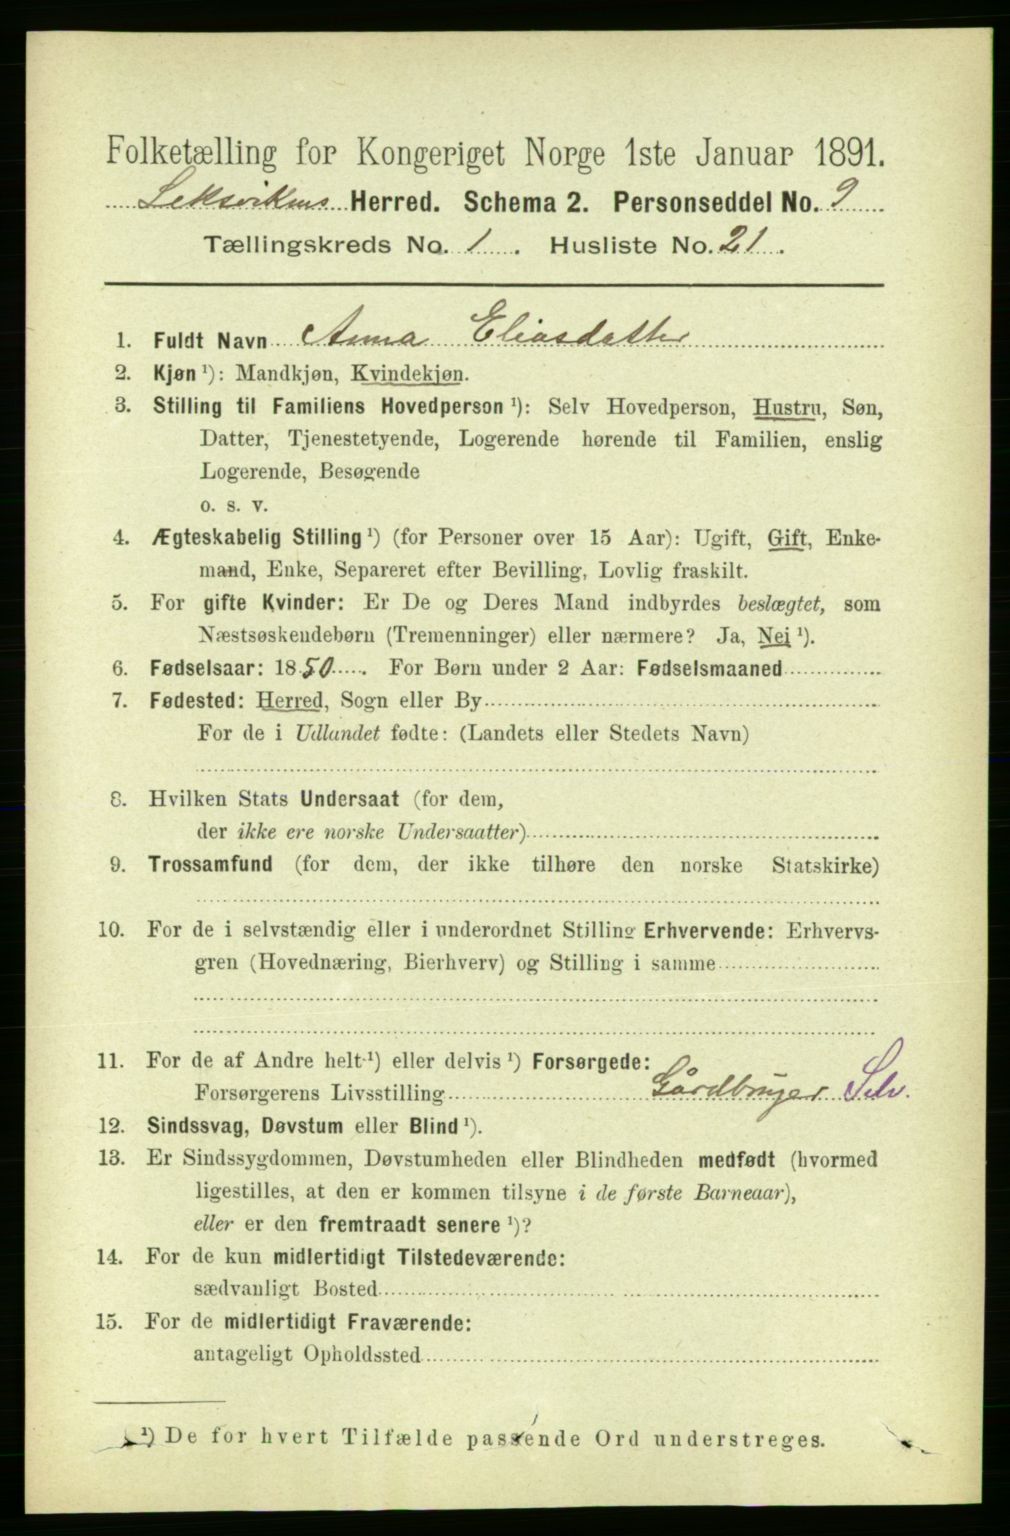 Folketælling for Kongeriget Norge 1ste Januar 1891.
Leksvikens Herred. Schema 2. Personseddel No. 9
Tællingskreds No. 1. Husliste No. 21.
1. Fuldt Navn Anna Eliasdatter
2. Kjøn ¹): Mandkjøn, Kvindekjøn.
3. Stilling til Familiens Hovedperson ¹): Selv Hovedperson, Hustru, Søn,
Datter, Tjenestetyende, Logerende hørende til Familien, enslig
Logerende, Besøgende
o. s. v.
4. Ægteskabelig Stilling ¹) (for Personer over 15 Aar): Ugift, Gift, Enke-
mand, Enke, Separeret efter Bevilling, Lovlig fraskilt.
5. For gifte Kvinder: Er De og Deres Mand indbyrdes beslægtet, som
Næstsøskendebørn (Tremenninger) eller nærmere? Ja, Nei ¹).
6. Fødselsaar: 1850. For Børn under 2 Aar: Fødselsmaaned
7. Fødested: Herred, Sogn eller By
For de i Udlandet fødte: (Landets eller Stedets Navn)
8. Hvilken Stats Undersaat (for dem,
der ikke ere norske Undersaatter)
9. Trossamfund (for dem, der ikke tilhøre den norske Statskirke)
10. For de i selvstændig eller i underordnet Stilling Erhvervende: Erhvervs-
gren (Hovednæring, Bierhverv) og Stilling i samme
11. For de af Andre helt ¹) eller delvis ¹) Forsørgede:
Forsørgerens Livsstilling Gårdbruger Selv.
12. Sindssvag, Døvstum eller Blind ¹).
13. Er Sindssygdommen, Døvstumheden eller Blindheden medfødt (hvormed
ligestilles, at den er kommen tilsyne i de første Barneaar),
eller er den fremtraadt senere ¹)?
14. For de kun midlertidigt Tilstedeværende:
sædvanligt Bosted
15. For de midlertidigt Fraværende:
antageligt Opholdssted
¹) De for hvert Tilfælde passende Ord understreges.